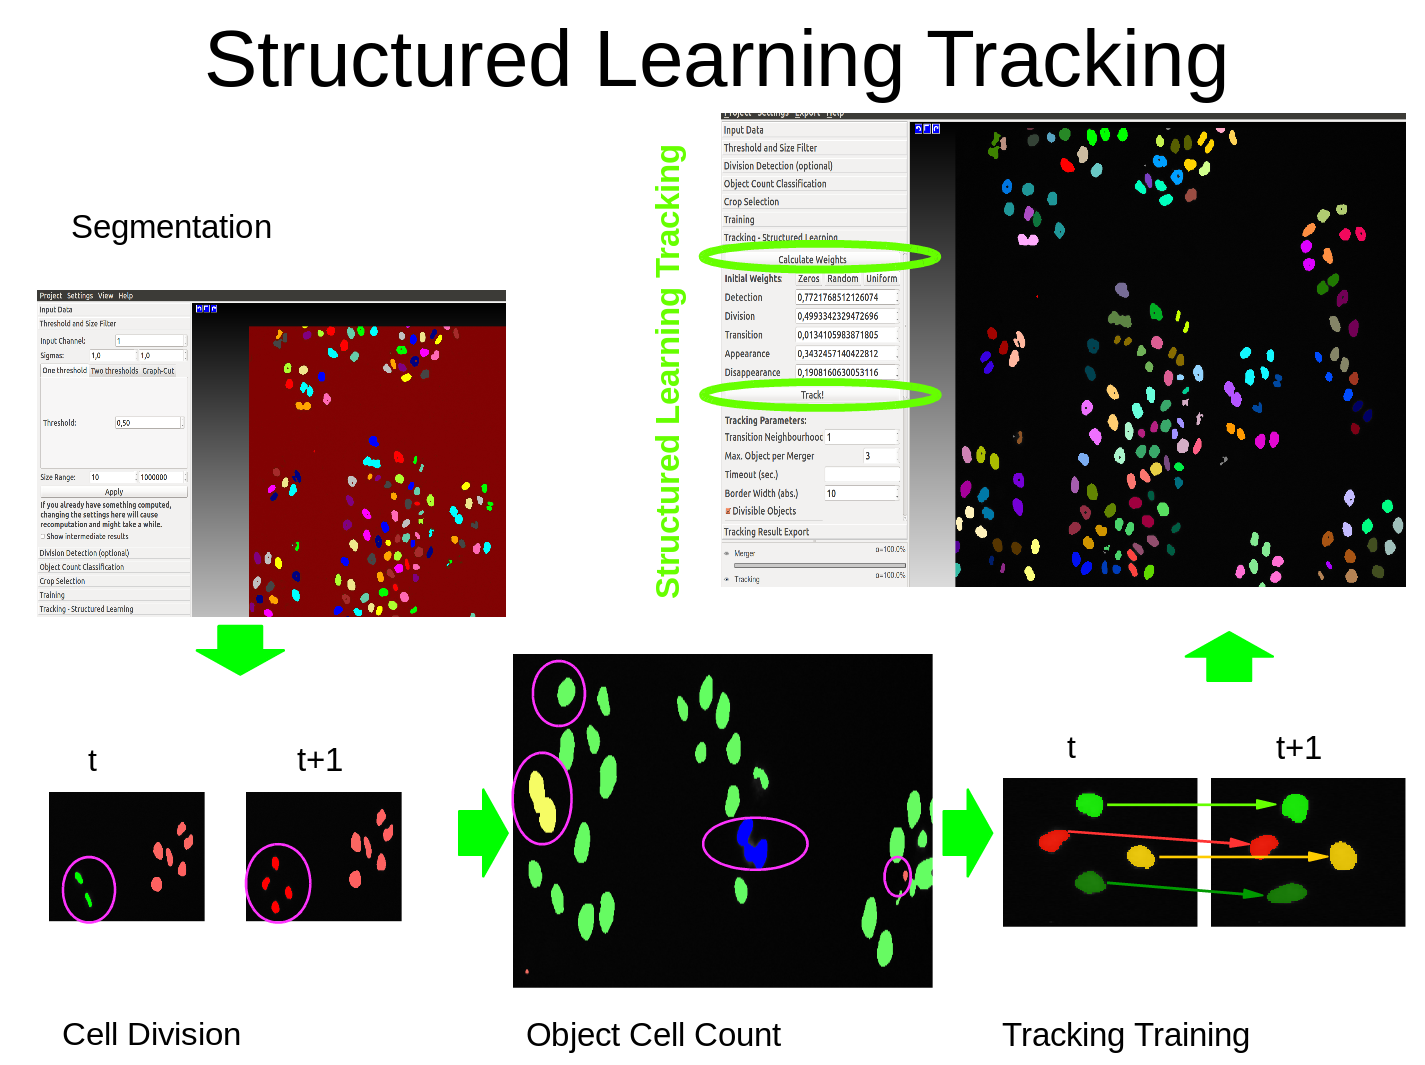 Structured Learning Tracking
Segmentation
Project Settings View Help
Input Data
Threshold and Size Filter
Input Channel: 1
Sigmas: 1,0 1,0
One threshold Two thresholds Graph-Cut
Threshold: 0,50
Size Range: 10 1000000
Apply
If you already have something computed,
changing the settings here will cause
recomputation and might take a while.
Show intermediate results
Division Detection (optional)
Object Count Classification
Crop Selection
Training
Tracking - Structured Learning
Structured Learning Tracking
Project Settings Export Help
Input Data
Threshold and Size Filter
Division Detection (optional)
Object Count Classification
Crop Selection
Training
Tracking - Structured Learning
Calculate Weights
Initial Weights: Zeros Random Uniform
Detection 0,7721768512126074
Division 0,4993342329472696
Transition 0,0134105983871805
Appearance 0,3432457140422812
Disappearance 0,1908160630053116
Track!
Tracking Parameters:
Transition Neighbourhooc 1
Max. Object per Merger 3
Timeout (sec.)
Border Width (abs.) 10
Divisible Objects
Tracking Result Export
Merger α=100.0%
Tracking α=100.0%
t t+1
Cell Division
Object Cell Count
t t+1
Tracking Training